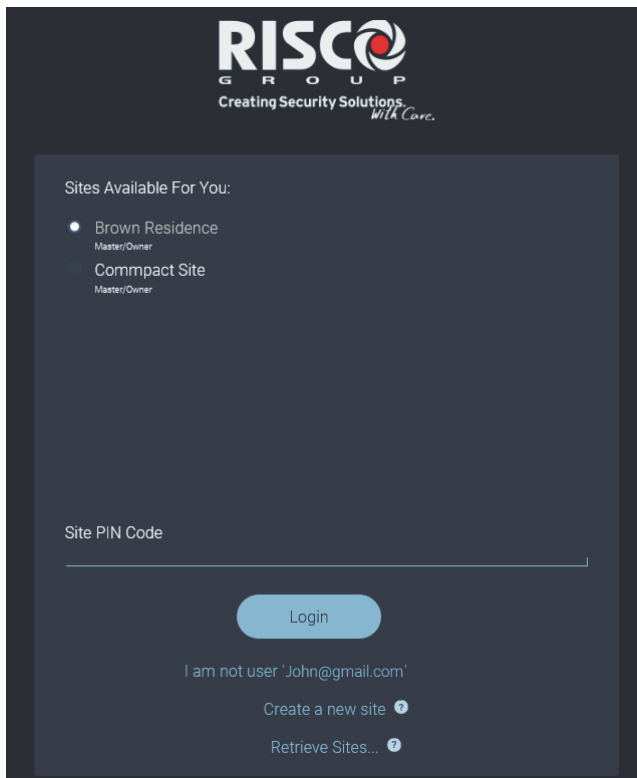 RISCO
GROUP
Creating Security Solutions.
With Care.
Sites Available For You:
Brown Residence
Master/Owner
Commpact Site
Master/Owner
Site PIN Code
Login
I am not user 'John@gmail.com'
Create a new site ?
Retrieve Sites... ?